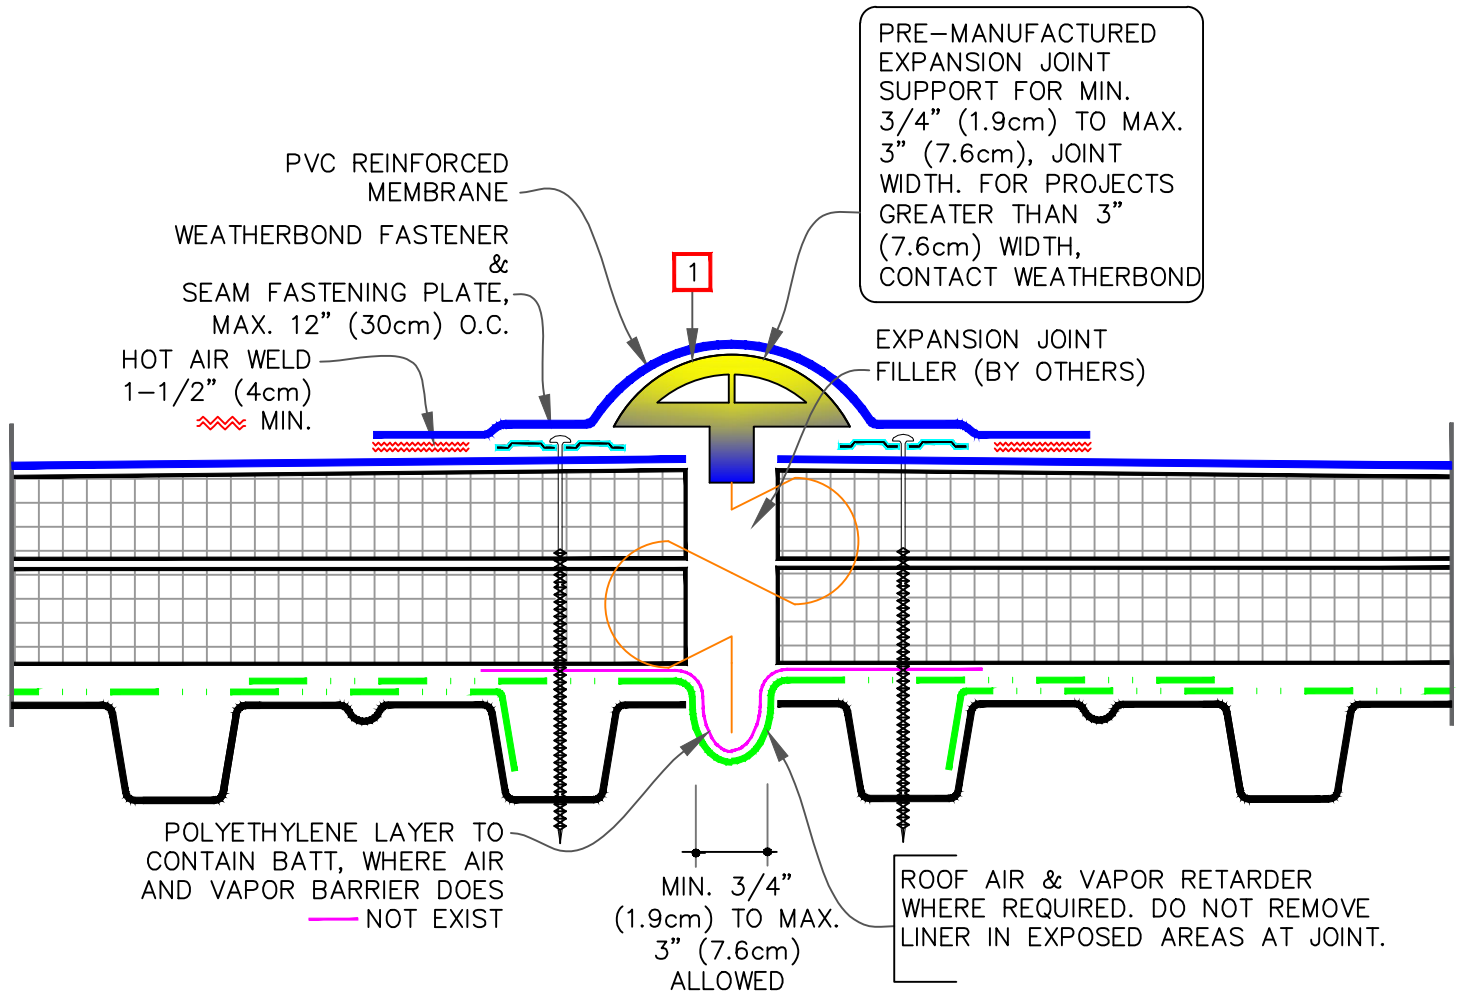 PRE-MANUFACTURED
EXPANSION JOINT
SUPPORT FOR MIN.
3/4" (1.9cm) TO MAX.
3" (7.6cm), JOINT
WIDTH. FOR PROJECTS
GREATER THAN 3"
(7.6cm) WIDTH,
CONTACT WEATHERBOND
PVC REINFORCED
MEMBRANE
WEATHERBOND FASTENER
&
SEAM FASTENING PLATE,
MAX. 12" (30cm) O.C.
1
HOT AIR WELD
1-1/2" (4cm)
MIN.
EXPANSION JOINT
FILLER (BY OTHERS)
POLYETHYLENE LAYER TO
CONTAIN BATT, WHERE AIR
AND VAPOR BARRIER DOES
NOT EXIST
MIN. 3/4"
(1.9cm) TO MAX.
3" (7.6cm)
ALLOWED
ROOF AIR & VAPOR RETARDER
WHERE REQUIRED. DO NOT REMOVE
LINER IN EXPOSED AREAS AT JOINT.